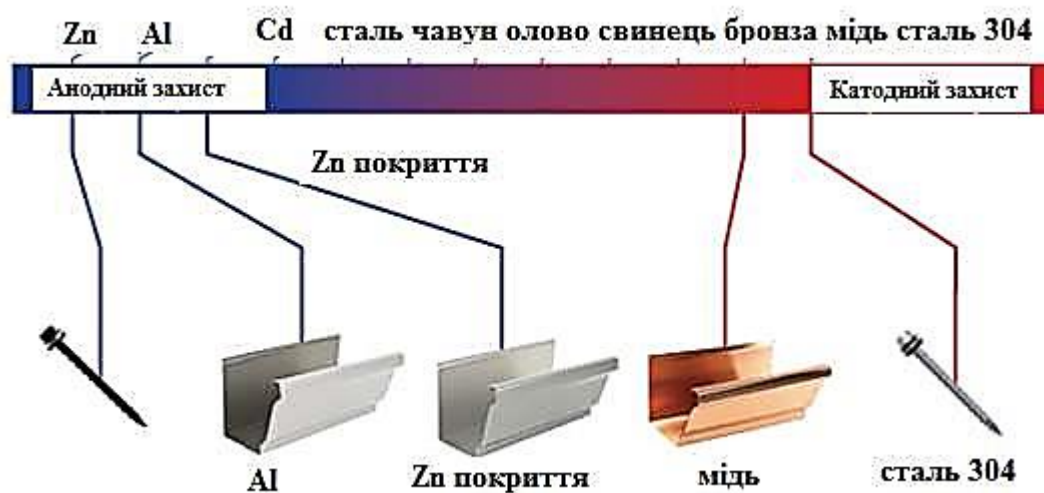 Zn Al Cd сталь чавун олово свинець бронза мідь сталь 304
Анодний захист
Катодний захист
Zn покриття
Al
Zn покриття
мідь
сталь 304